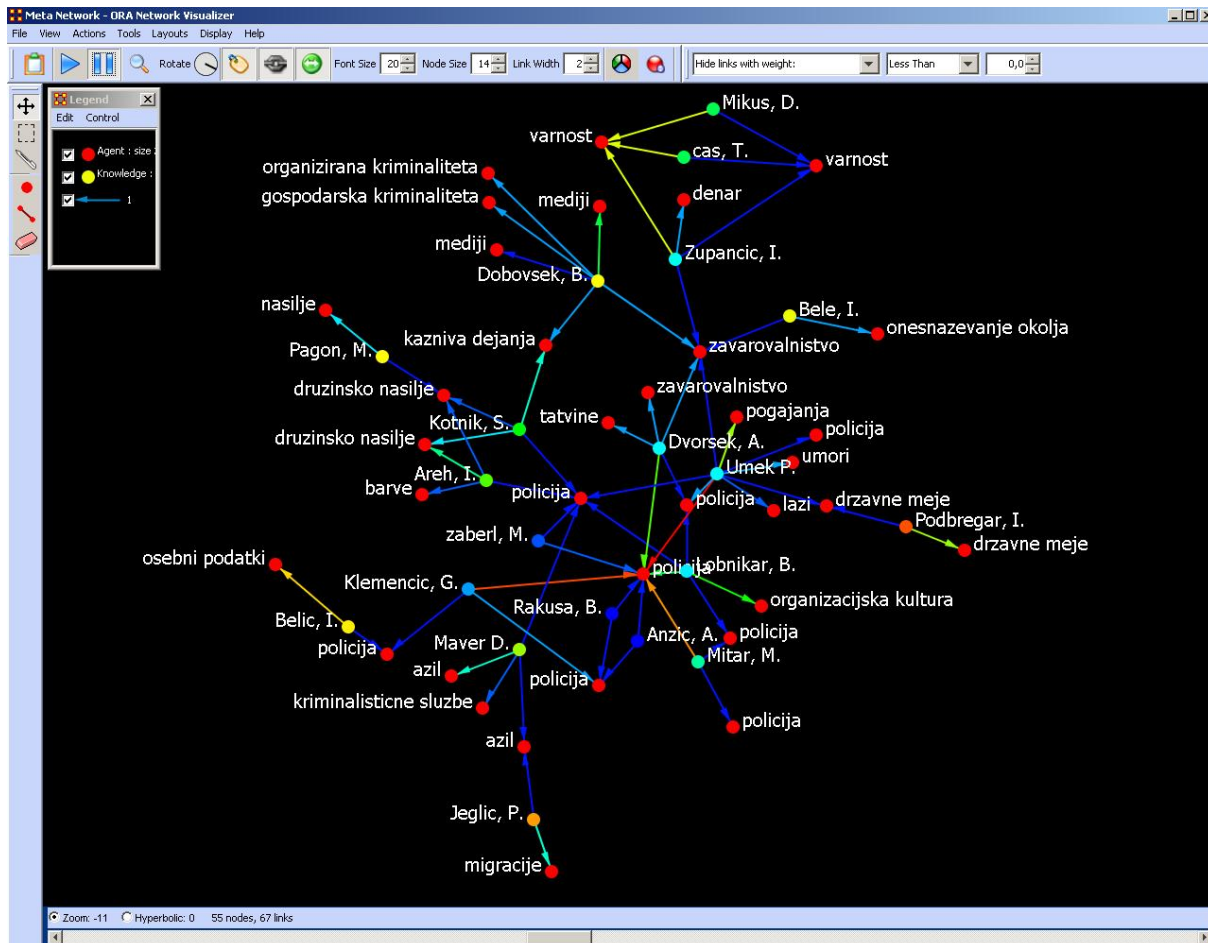 Meta Network - ORA Network Visualizer
File View Actions Tools Layouts Display Help
Rotate Font Size 20 Node Size 14 Link Width 2 Hide links with weight: Less Than 0,0
Legend
Edit Control
Agent : size
Knowledge :
1
Mikus, D.
varnost
cas, T.
varnost
organizirana kriminaliteta
gospodarska kriminaliteta
mediji
denar
mediji
Zupancic, I.
Dobovsek, B.
nasilje
Bele, I.
onesnazevanje okolja
kazniva dejanja
zavarovalnistvo
Pagon, M.
druzinsko nasilje
zavarovalnistvo
tatvine
pogajanja
Kotnik, S.
policija
druzinsko nasilje
Dvorsek, A.
umori
Areh, I.
Umek P.
barve
policija
policija
lazi
drzavne meje
Podbregar, I.
zaberl, M.
drzavne meje
osebni podatki
policija
Lobnikar, B.
Klemencic, G.
organizacijska kultura
Rakusa, B.
Belic, I.
Anzic, A.
policija
policija
Maver D.
Mitar, M.
azil
policija
kriminalisticne sluzbe
policija
azil
Jeglic, P.
migracije
Zoom: -11 Hyperbolic: 0 55 nodes, 67 links